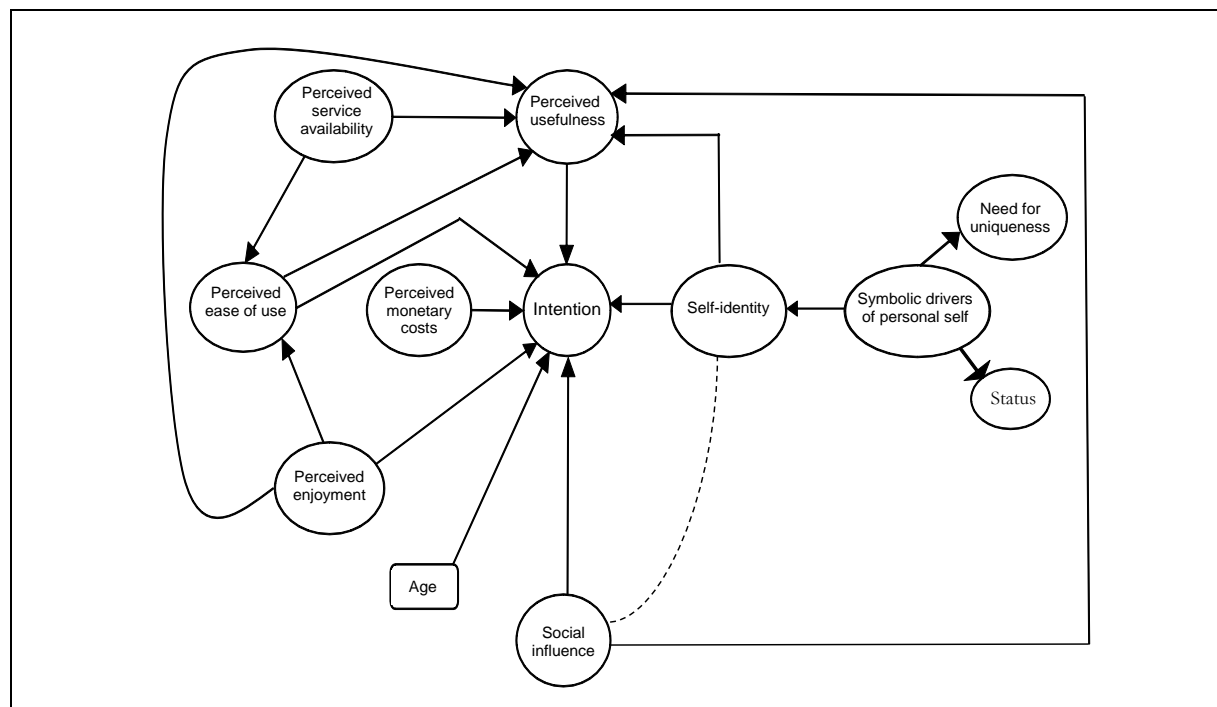 Perceived
service
availability
Perceived
usefulness
Need for
uniqueness
Perceived
ease of use
Perceived
monetary
costs
Intention
Self-identity
Symbolic drivers
of personal self
Status
Perceived
enjoyment
Age
Social
influence